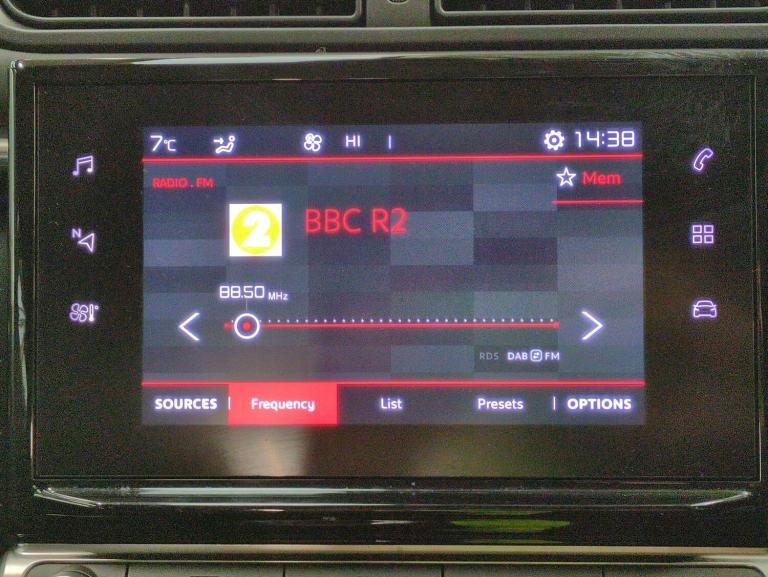 7°C HI | 14:38
RADIO . FM
Mem
2
BBC R2
88.50 MHz
N
RDS DAB FM
SOURCES | Frequency List Presets | OPTIONS